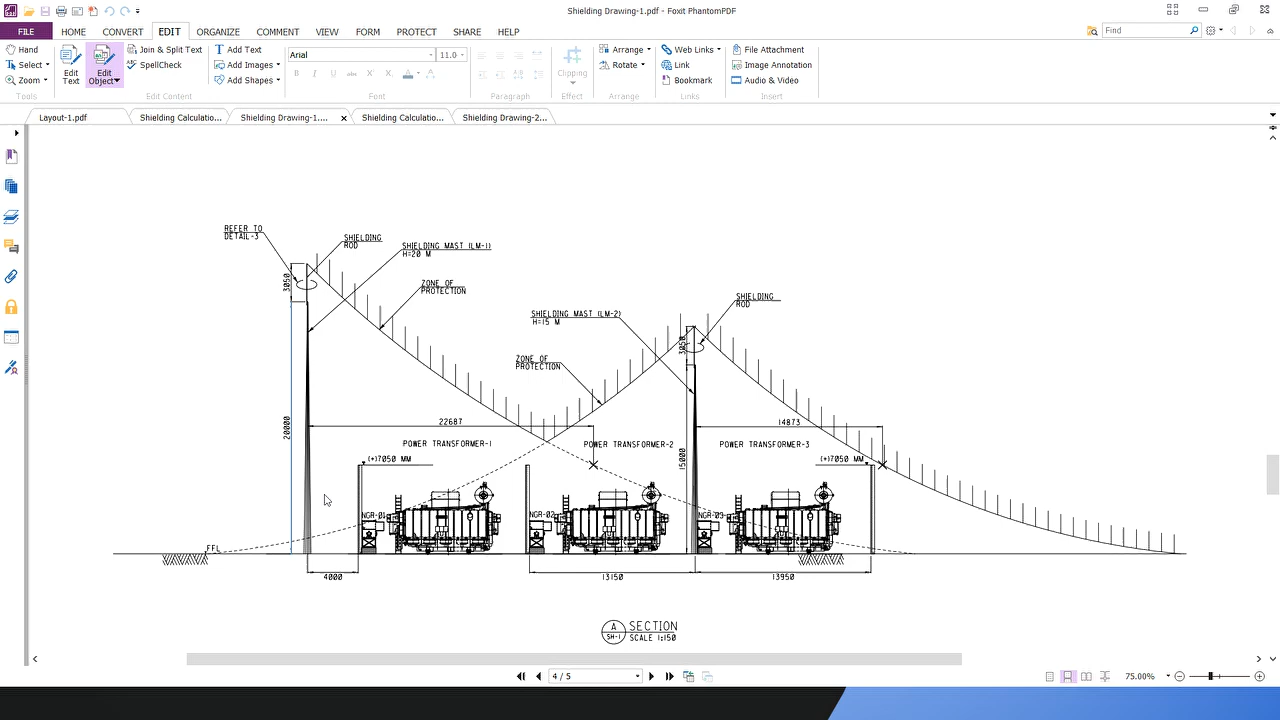 Shielding Drawing-1.pdf - Foxit PhantomPDF
FILE HOME CONVERT EDIT ORGANIZE COMMENT VIEW FORM PROTECT SHARE HELP
Find
Hand
Select
Zoom
Tools
Edit Text
Edit Object
Join & Split Text
SpellCheck
Edit Content
Add Text
Add Images
Add Shapes
Arial 11.0
Font
Paragraph
Clipping
Effect
Arrange
Rotate
Arrange
Web Links
Link
Bookmark
Links
File Attachment
Image Annotation
Audio & Video
Insert
Layout-1.pdf
Shielding Calculatio...
Shielding Drawing-1....
Shielding Calculatio...
Shielding Drawing-2...
REFER TO
DETAIL-3
SHIELDING
ROD
SHIELDING MAST (LM-1)
H=20 M
3050
ZONE OF
PROTECTION
SHIELDING
ROD
SHIELDING MAST (LM-2)
H=15 M
3050
ZONE OF
PROTECTION
22687
14873
20000
15000
POWER TRANSFORMER-1
POWER TRANSFORMER-2
POWER TRANSFORMER-3
(+)7050 MM
(+)7050 MM
NGR-01
NGR-02
NGR-03
FFL
4000
13150
13950
A
SH-1
SECTION
SCALE 1:150
4 / 5
75.00%